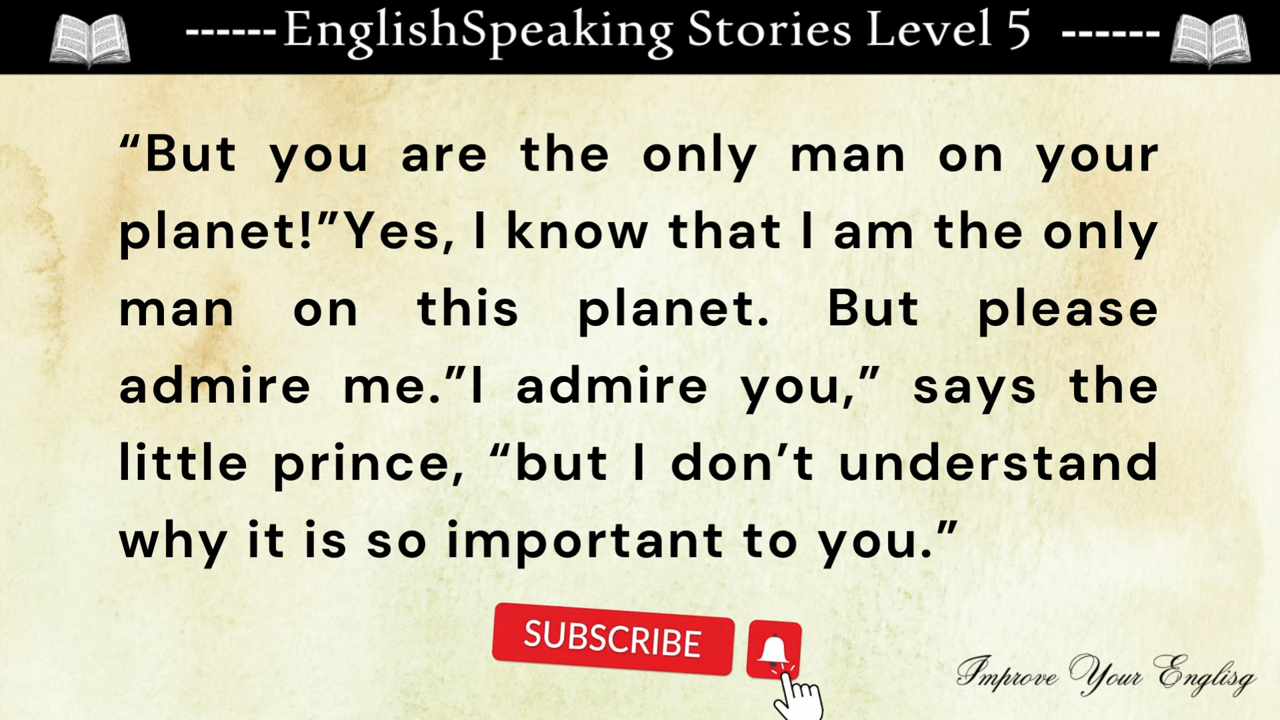 ------EnglishSpeaking Stories Level 5 ------
“But you are the only man on your
planet!”Yes, I know that I am the only
man on this planet. But please
admire me.”I admire you,” says the
little prince, “but I don’t understand
why it is so important to you.”
SUBSCRIBE
Improve Your Englisg